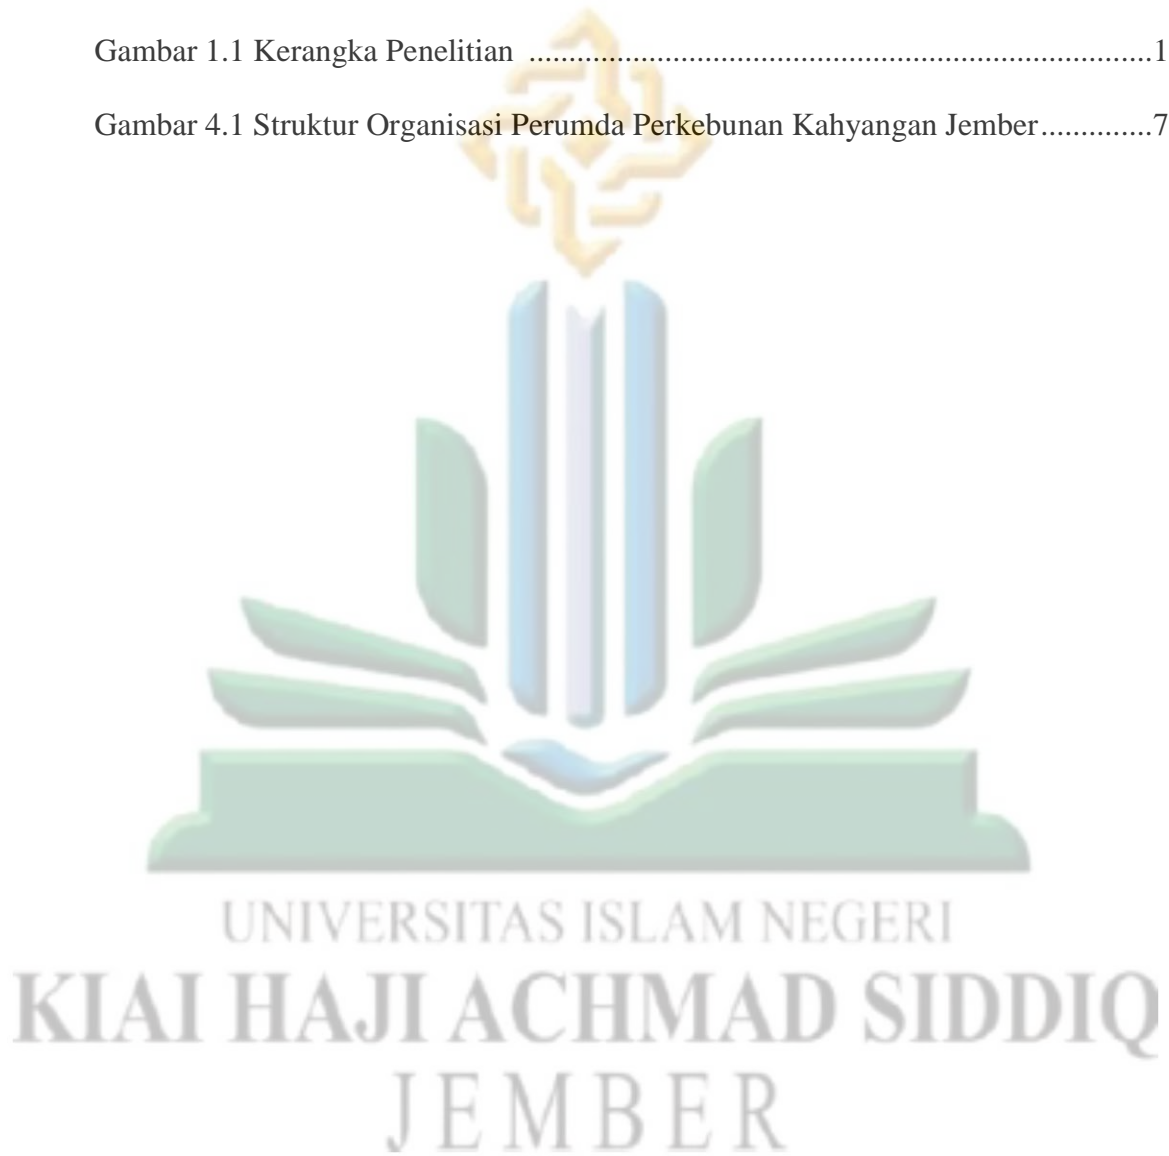 Gambar 1.1 Kerangka Penelitian ..............................................................................1
Gambar 4.1 Struktur Organisasi Perumda Perkebunan Kahyangan Jember..............7
UNIVERSITAS ISLAM NEGERI
KIAI HAJI ACHMAD SIDDIQ
JEMBER